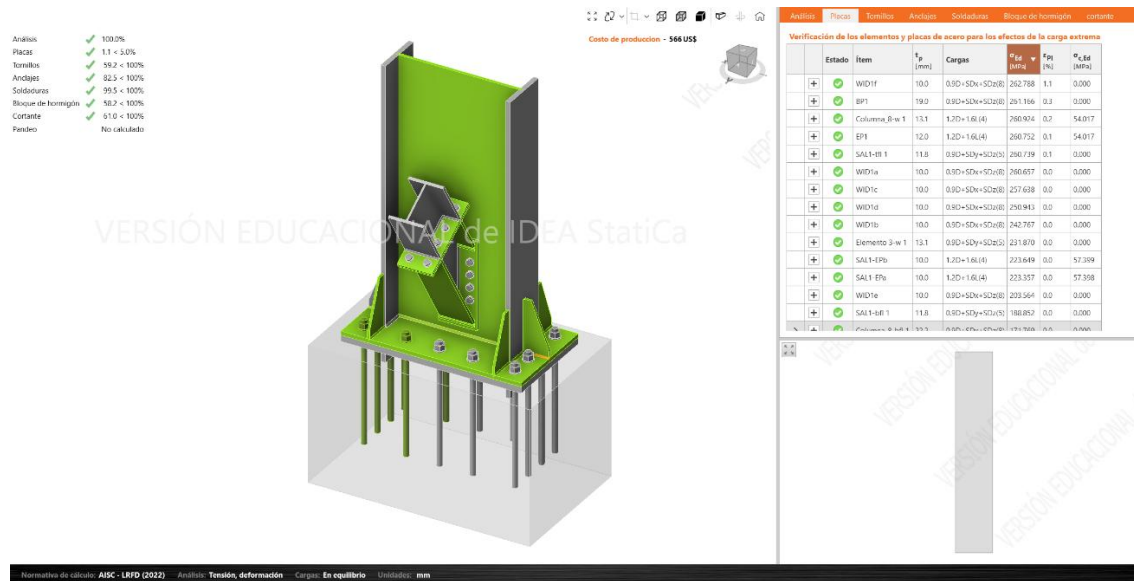 Análisis 100.0%
Placas 1.1 < 5.0%
Tornillos 59.2 < 100%
Anclajes 82.5 < 100%
Soldaduras 99.5 < 100%
Bloque de hormigón 58.2 < 100%
Cortante 61.0 < 100%
Pandeo No calculado
Costo de produccion - 566 US$
VERSIÓN EDUCACIONAL de IDEA StatiCa
Análisis Placas Tornillos Anclajes Soldaduras Bloque de hormigón cortante
Verificación de los elementos y placas de acero para los efectos de la carga extrema
Estado Ítem tp [mm] Cargas σEd [MPa] εPl [%] σc,Ed [MPa]
WID1f 10.0 0.9D+SDx+SDz(8) 262.788 1.1 0.000
BP1 19.0 0.9D+SDx+SDz(8) 261.166 0.3 0.000
Columna_8-w 1 13.1 1.2D+1.6L(4) 260.924 0.2 54.017
EP1 12.0 1.2D+1.6L(4) 260.752 0.1 54.017
SAL1-tfl 1 11.8 0.9D+SDy+SDz(5) 260.739 0.1 0.000
WID1a 10.0 0.9D+SDx+SDz(8) 260.657 0.0 0.000
WID1c 10.0 0.9D+SDx+SDz(8) 257.638 0.0 0.000
WID1d 10.0 0.9D+SDx+SDz(8) 250.943 0.0 0.000
WID1b 10.0 0.9D+SDx+SDz(8) 242.767 0.0 0.000
Elemento 3-w 1 13.1 0.9D+SDy+SDz(5) 231.870 0.0 0.000
SAL1-EPb 10.0 1.2D+1.6L(4) 223.649 0.0 57.399
SAL1-EPa 10.0 1.2D+1.6L(4) 223.357 0.0 57.398
WID1e 10.0 0.9D+SDx+SDz(8) 203.564 0.0 0.000
SAL1-bfl 1 11.8 0.9D+SDy+SDz(5) 188.852 0.0 0.000
VERSIÓN EDUCACIONAL
VERSIÓN EDUCACIONAL
Normativa de cálculo: AISC - LRFD (2022) Análisis: Tensión, deformación Cargas: En equilibrio Unidades: mm